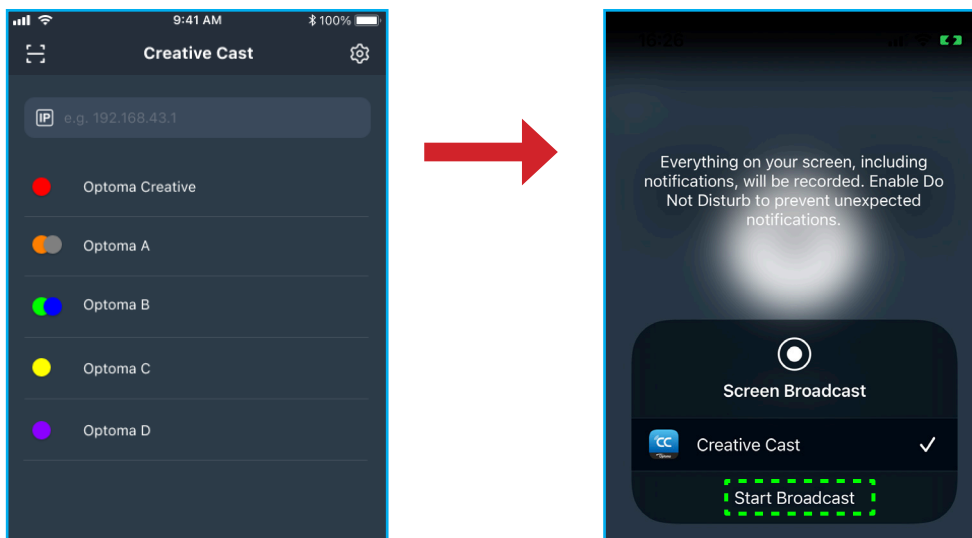 9:41 AM
100%
Creative Cast
IP e.g. 192.168.43.1
Optoma Creative
Optoma A
Optoma B
Optoma C
Optoma D
Everything on your screen, including
notifications, will be recorded. Enable Do
Not Disturb to prevent unexpected
notifications.
Screen Broadcast
CC
Creative Cast
Start Broadcast